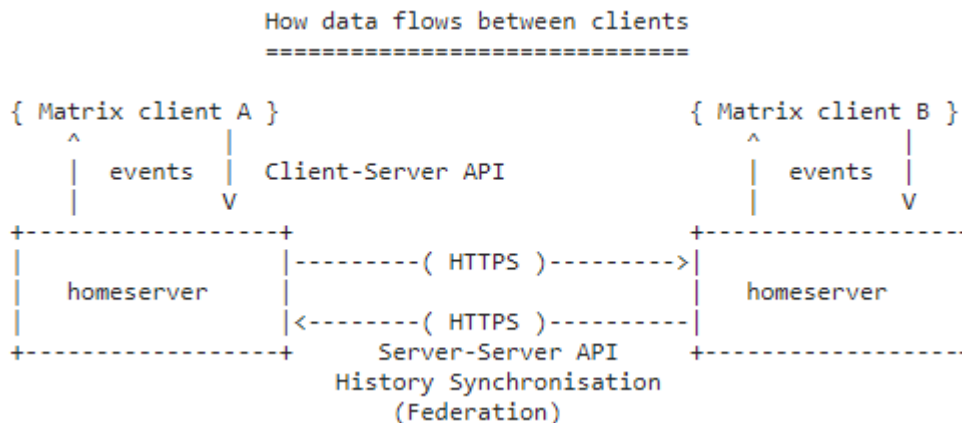 How data flows between clients
==============================
{ Matrix client A }                             { Matrix client B }
    ^          |                                    ^          |
    |  events  |  Client-Server API                 |  events  |
    |          V                                    |          V
+------------------+                            +------------------
|                  |---------( HTTPS )--------->|
|   homeserver     |                            |   homeserver
|                  |<--------( HTTPS )----------|
+------------------+      Server-Server API     +------------------
History Synchronisation
(Federation)